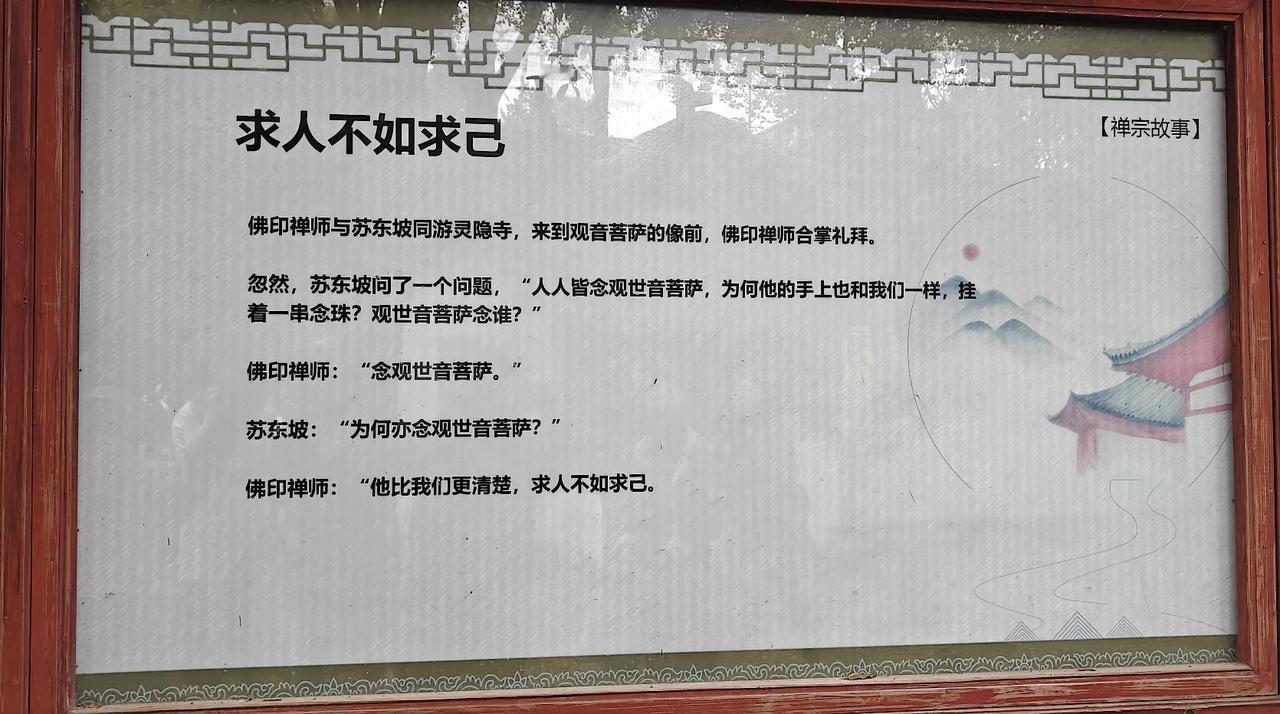 求人不如求己
【禅宗故事】
佛印禅师与苏东坡同游灵隐寺，来到观音菩萨的像前，佛印禅师合掌礼拜。
忽然，苏东坡问了一个问题，“人人皆念观世音菩萨，为何他的手上也和我们一样，挂
着一串念珠？观世音菩萨念谁？”
佛印禅师：“念观世音菩萨。”
苏东坡：“为何亦念观世音菩萨？”
佛印禅师：“他比我们更清楚，求人不如求己。